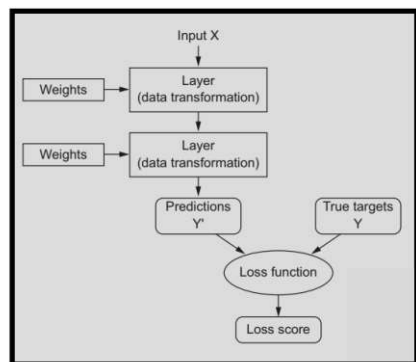 Input X
Layer
(data transformation)
Weights
Layer
(data transformation)
Weights
Predictions
Y'
True targets
Y
Loss function
Loss score